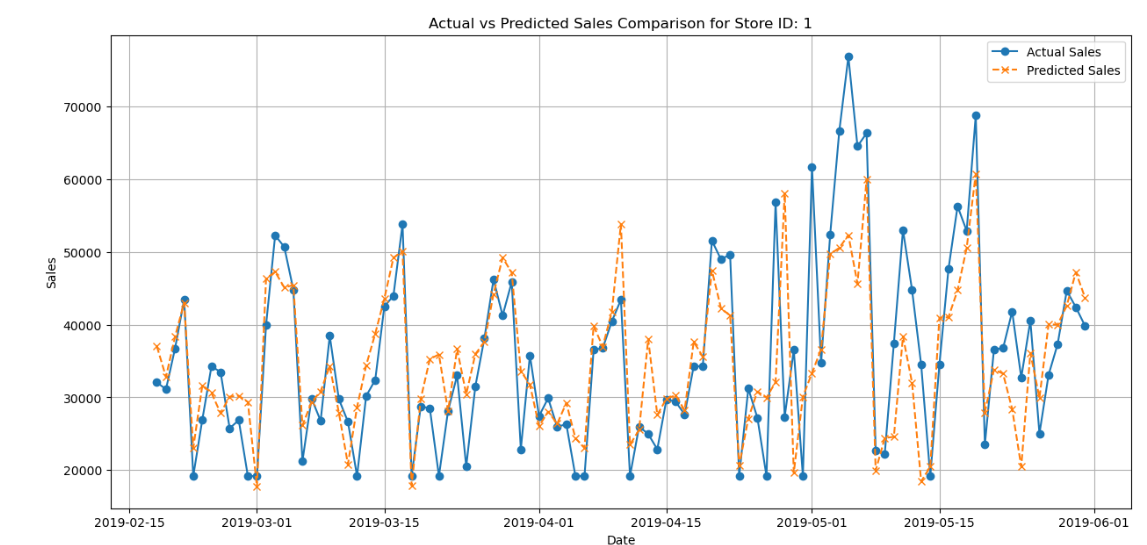 Actual vs Predicted Sales Comparison for Store ID: 1
Actual Sales
Predicted Sales
70000
60000
50000
40000
30000
20000
Sales
2019-02-15
2019-03-01
2019-03-15
2019-04-01
2019-04-15
2019-05-01
2019-05-15
2019-06-01
Date